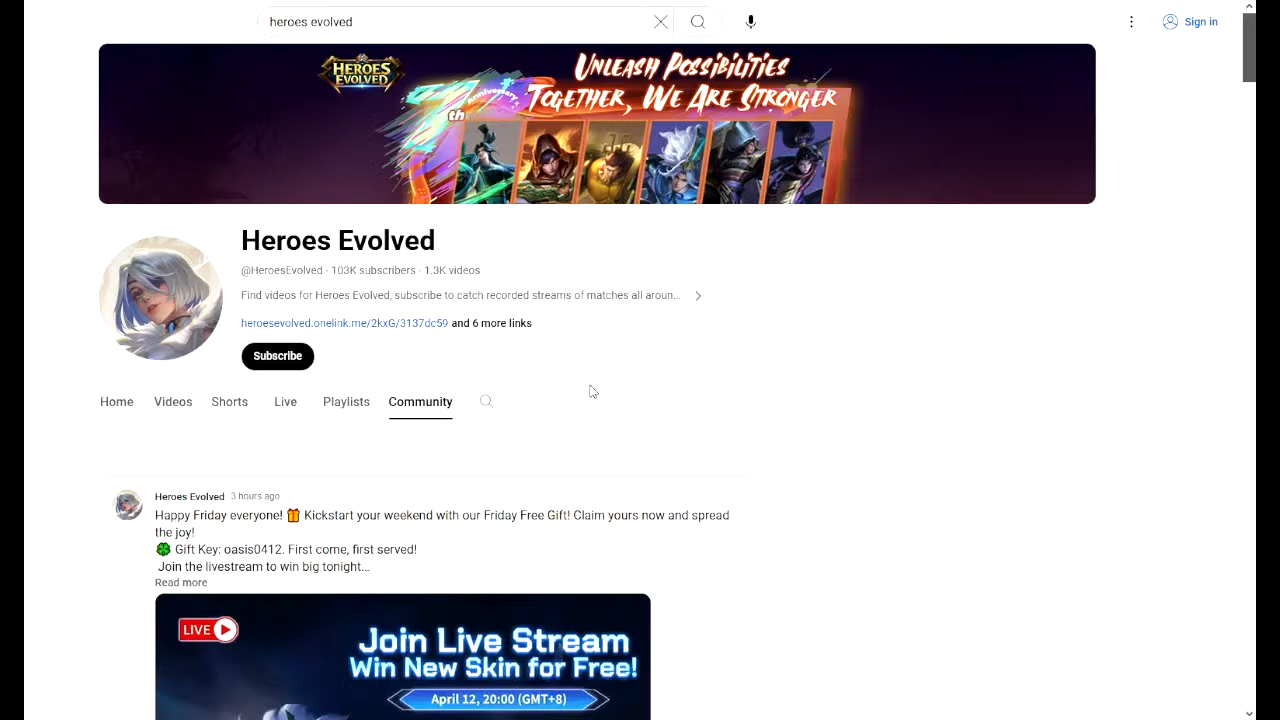 heroes evolved
Sign in
HEROES
EVOLVED
7th
Anniversary
UNLEASH POSSIBILITIES
TOGETHER, WE ARE STRONGER
Heroes Evolved
@HeroesEvolved · 103K subscribers · 1.3K videos
Find videos for Heroes Evolved, subscribe to catch recorded streams of matches all aroun...
heroesevolved.onelink.me/2kxG/3137dc59 and 6 more links
Subscribe
Home Videos Shorts Live Playlists Community
Heroes Evolved 3 hours ago
Happy Friday everyone! 🎁 Kickstart your weekend with our Friday Free Gift! Claim yours now and spread
the joy!
🍀 Gift Key: oasis0412. First come, first served!
Join the livestream to win big tonight...
Read more
LIVE
Join Live Stream
Win New Skin for Free!
April 12, 20:00 (GMT+8)